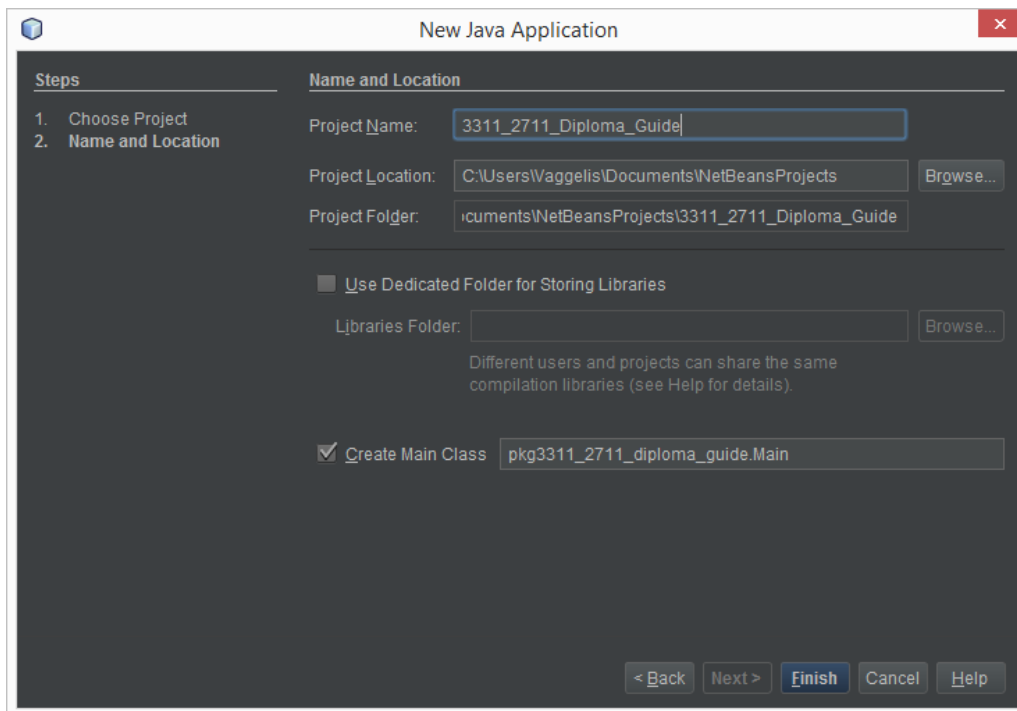 New Java Application
Steps
1. Choose Project
2. Name and Location
Name and Location
Project Name: 3311_2711_Diploma_Guide
Project Location: C:\Users\Vaggelis\Documents\NetBeansProjects Browse...
Project Folder: ocuments\NetBeansProjects\3311_2711_Diploma_Guide
Use Dedicated Folder for Storing Libraries
Libraries Folder: Browse...
Different users and projects can share the same
compilation libraries (see Help for details).
Create Main Class pkg3311_2711_diploma_guide.Main
< Back Next > Finish Cancel Help